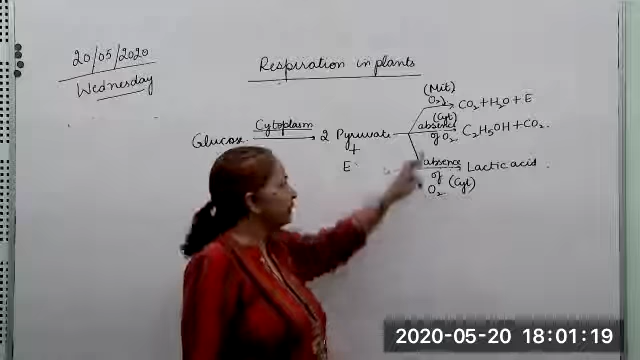 20/05/2020
Wednesday
Respiration in plants
Glucose Cytoplasm 2 Pyruvate
+
E
(Mit)
O₂ CO₂ + H₂O + E
(Cyt)
absence of O₂ C₂H₅OH + CO₂.
absence of O₂ (Cyt) Lactic acid.
2020-05-20 18:01:19